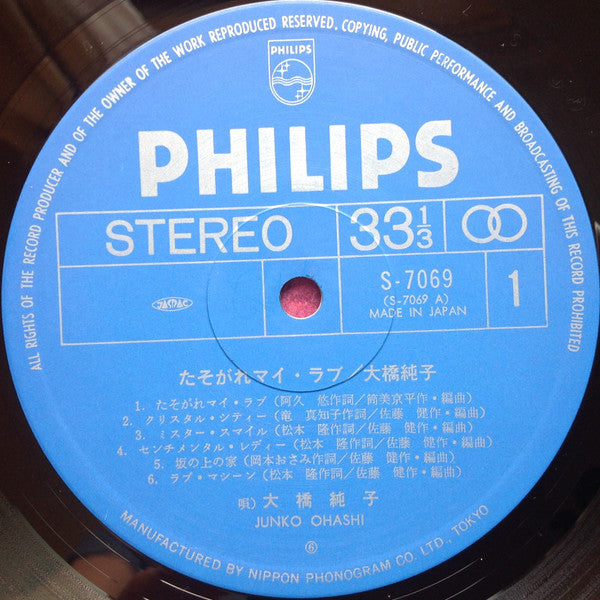 ALL RIGHTS OF THE RECORD PRODUCER AND OF THE OWNER OF THE WORK REPRODUCED RESERVED. COPYING, PUBLIC PERFORMANCE AND BROADCASTING OF THIS RECORD PROHIBITED
PHILIPS
PHILIPS
STEREO 33 1/3
JASRAC
S-7069
(S-7069 A)
MADE IN JAPAN
1
たそがれマイ・ラブ/大橋純子
1. たそがれマイ・ラブ(阿久 悠作詞/筒美京平作・編曲)
2. クリスタル・シティー(竜 真知子作詞/佐藤 健作・編曲)
3. ミスター・スマイル(松本 隆作詞/佐藤 健作・編曲)
4. センチメンタル・レディー(松本 隆作詞/佐藤 健作・編曲)
5. 坂の上の家(岡本おさみ作詞/佐藤 健作・編曲)
6. ラブ・マシーン(松本 隆作詞/佐藤 健作・編曲)
唄) 大橋純子
JUNKO OHASHI
⑥
MANUFACTURED BY NIPPON PHONOGRAM CO. LTD., TOKYO